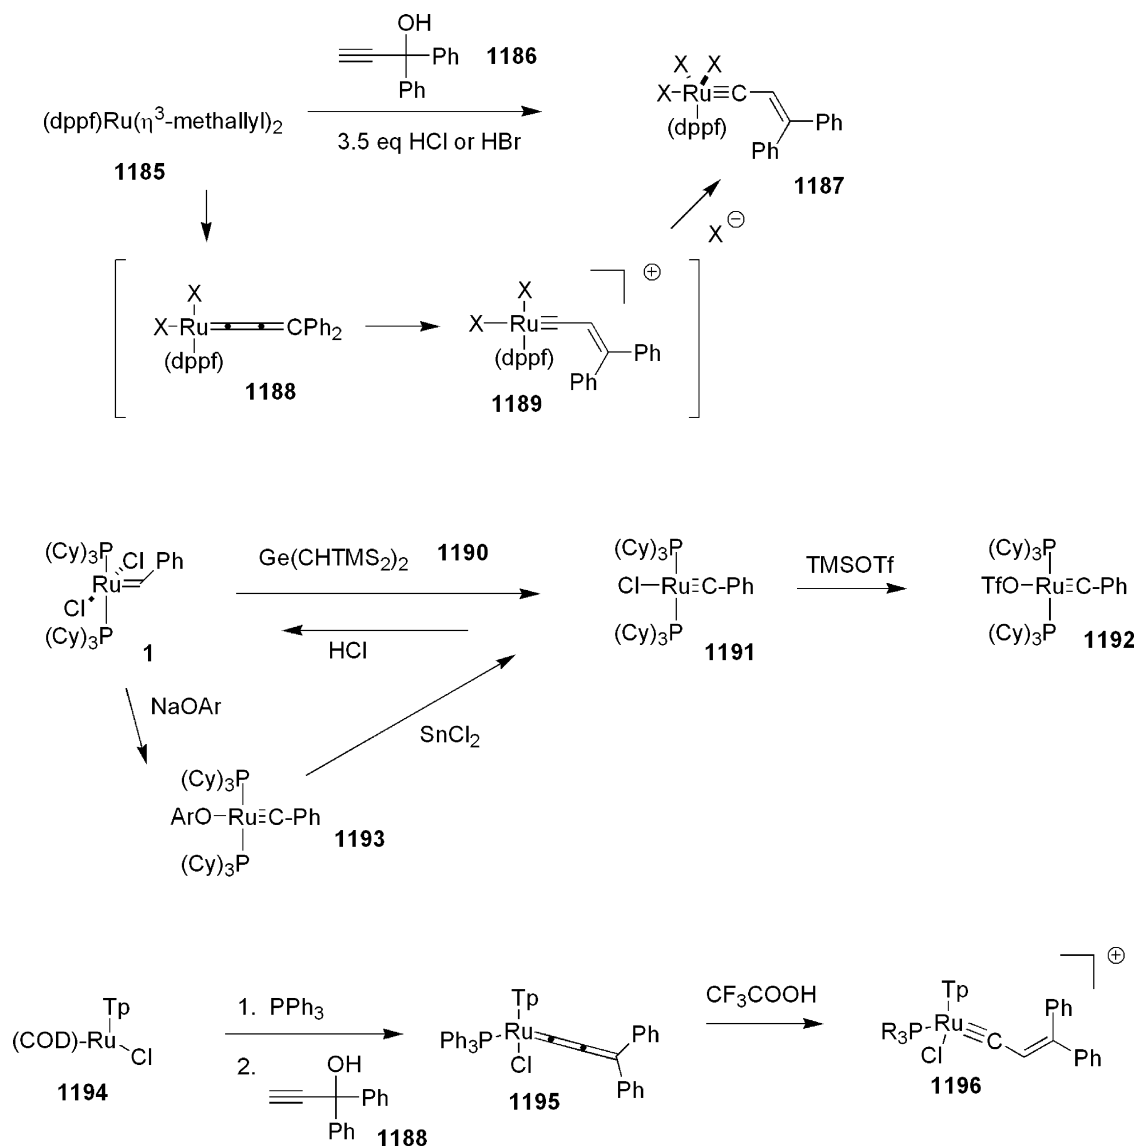 OH
Ph
Ph
1186
(dppf)Ru(η³-methallyl)₂
1185
3.5 eq HCl or HBr
X X
X Ru C
(dppf)
Ph
Ph
1187
X ⊖
X
X Ru CPh₂
(dppf)
1188
⊕
X
X Ru
(dppf)
Ph
Ph
1189
(Cy)₃P
Cl Ph
Ru
Cl
(Cy)₃P
1
Ge(CHTMS₂)₂ 1190
HCl
(Cy)₃P
Cl Ru C-Ph
(Cy)₃P
1191
TMSOTf
(Cy)₃P
TfO Ru C-Ph
(Cy)₃P
1192
NaOAr
SnCl₂
(Cy)₃P
ArO Ru C-Ph
(Cy)₃P
1193
Tp
(COD)-Ru
Cl
1194
1. PPh₃
2.
OH
Ph
Ph
1188
Tp
Ph₃P Ru
Cl
Ph
Ph
1195
CF₃COOH
⊕
Tp
R₃P Ru
Cl C
Ph
Ph
1196